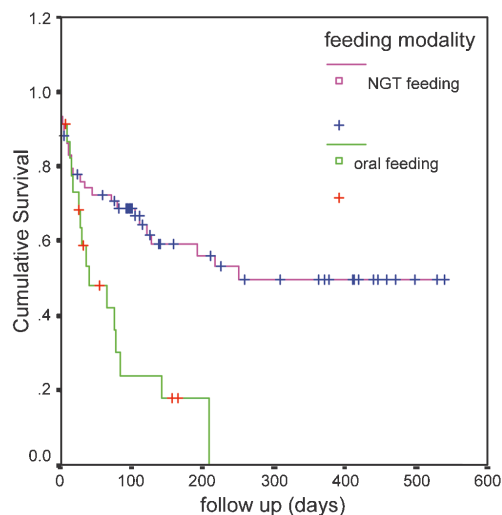 1.2
1.0
.8
.6
.4
.2
0.0
Cumulative Survival
feeding modality
NGT feeding
oral feeding
0
100
200
300
400
500
600
follow up (days)